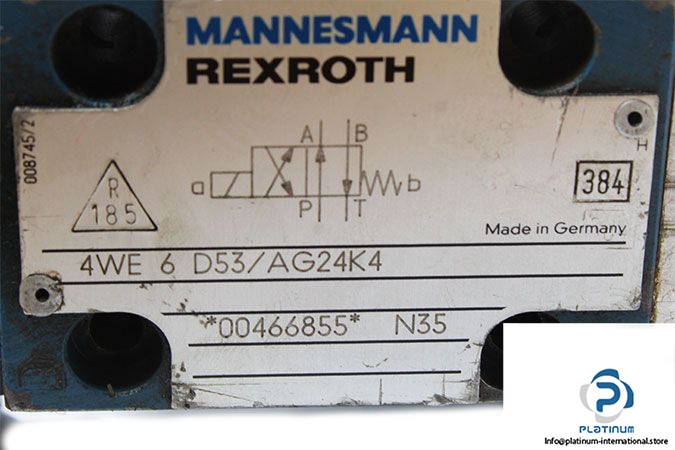 MANNESMANN
REXROTH
008745/2
A B
a b
P T
R
185
H
384
Made in Germany
4WE 6 D53/AG24K4
*00466855* N35
PLATINUM
Info@platinum-international.store